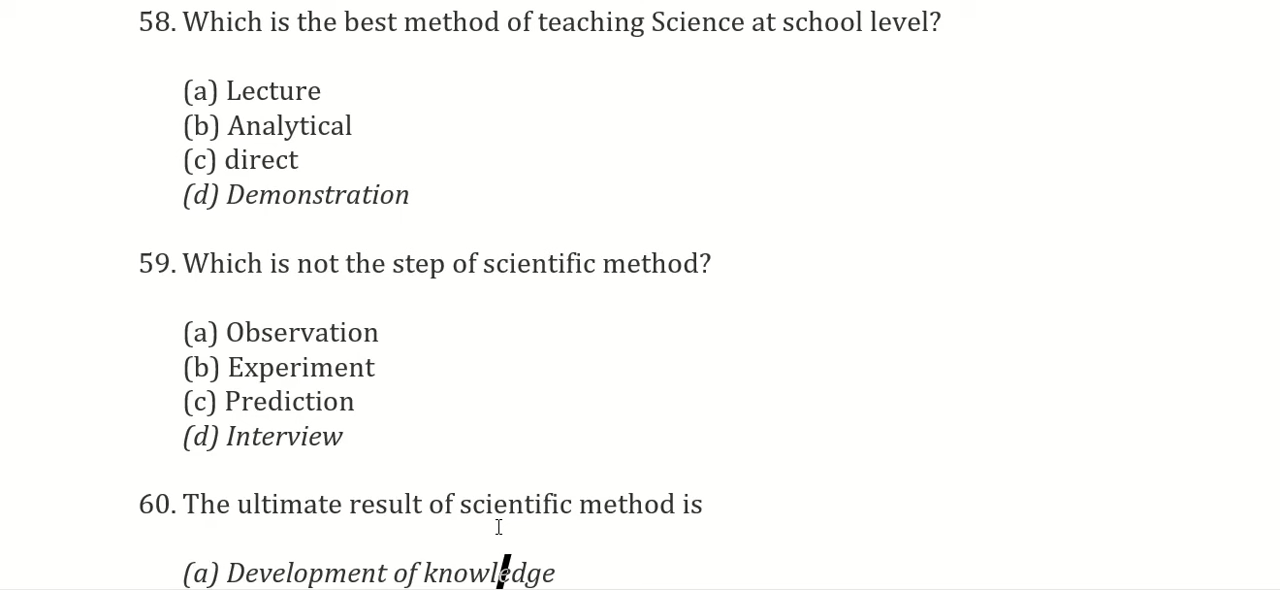 58. Which is the best method of teaching Science at school level?
(a) Lecture
(b) Analytical
(c) direct
(d) Demonstration
59. Which is not the step of scientific method?
(a) Observation
(b) Experiment
(c) Prediction
(d) Interview
60. The ultimate result of scientific method is
(a) Development of knowledge